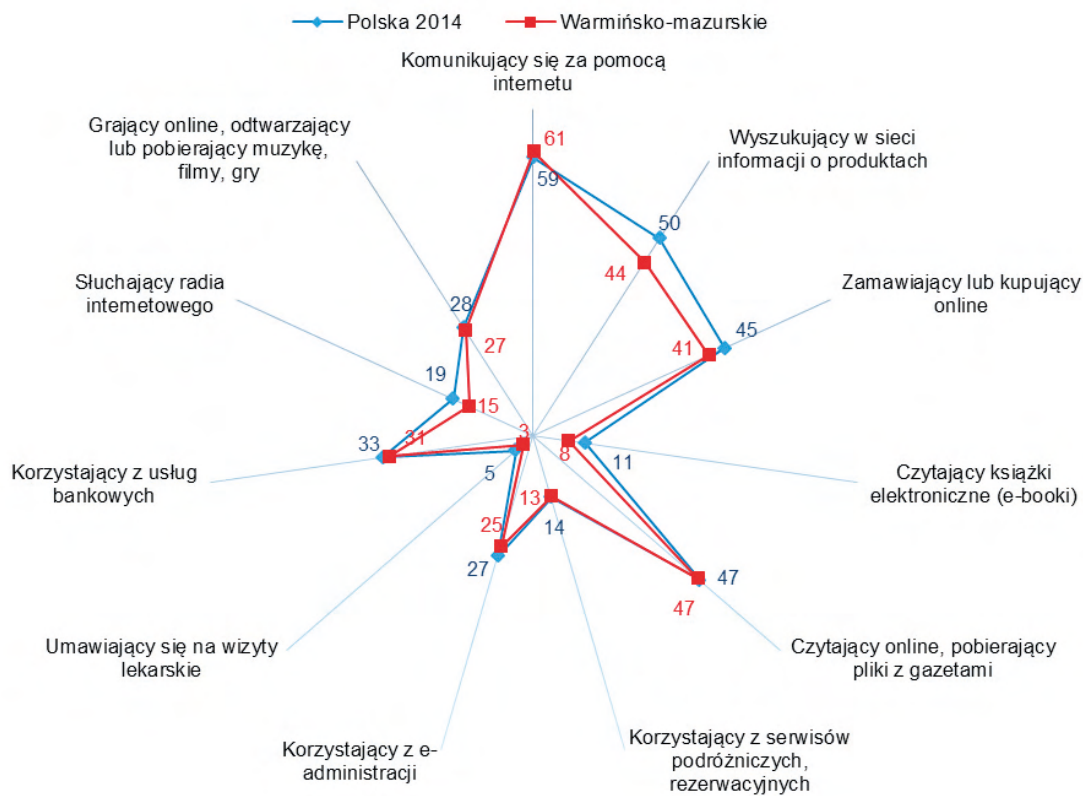 Polska 2014
Warmińsko-mazurskie
Komunikujący się za pomocą
internetu
Grający online, odtwarzający
lub pobierający muzykę,
filmy, gry
Wyszukujący w sieci
informacji o produktach
61
59
50
44
Słuchający radia
internetowego
Zamawiający lub kupujący
online
28
27
45
41
19
15
33
31
3
5
8
11
Korzystający z usług
bankowych
Czytający książki
elektroniczne (e-booki)
13
14
25
27
47
47
Umawiający się na wizyty
lekarskie
Czytający online, pobierający
pliki z gazetami
Korzystający z e-
administracji
Korzystający z serwisów
podróżniczych,
rezerwacyjnych